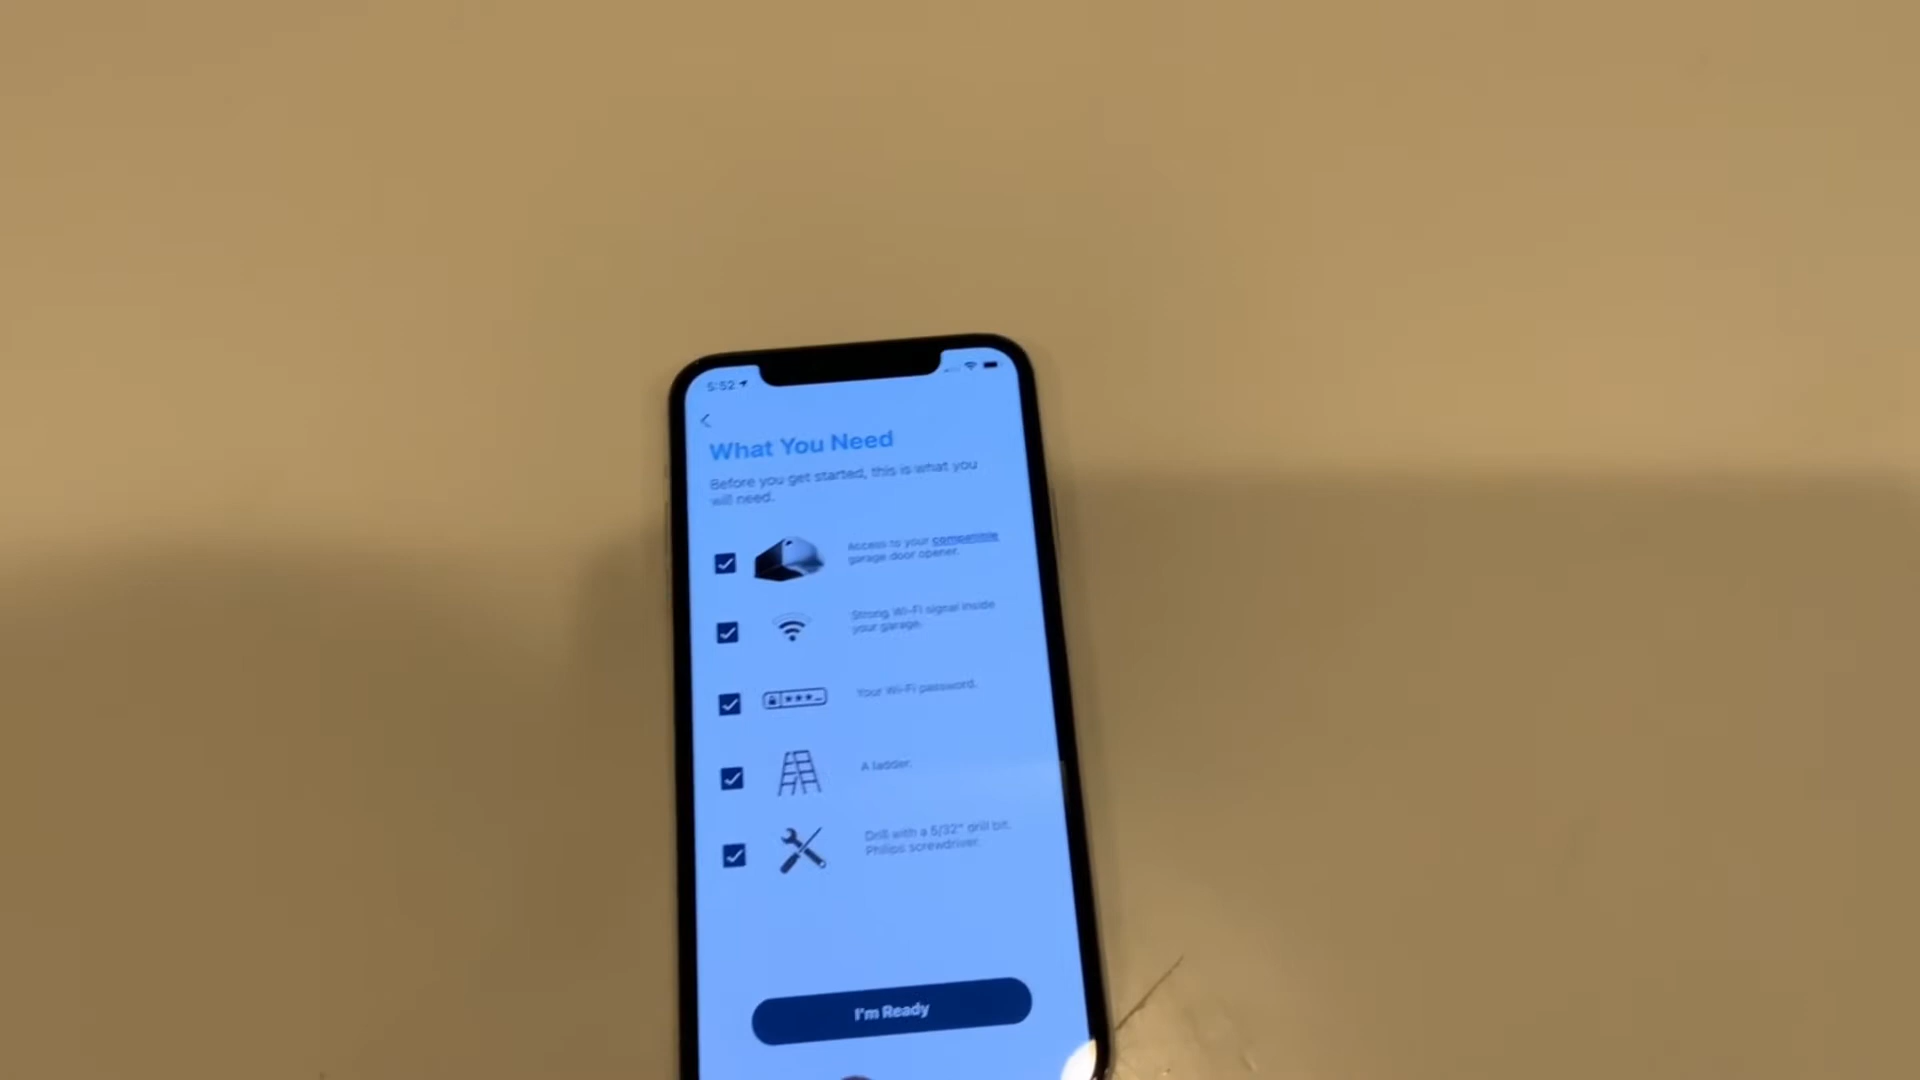 5:52
What You Need
Before you get started, this is what you
will need.
Access to your compatible
garage door opener.
Strong Wi-Fi signal inside
your garage.
***_
Your Wi-Fi password.
A ladder.
Drill with a 5/32" drill bit.
Philips screwdriver.
I'm Ready